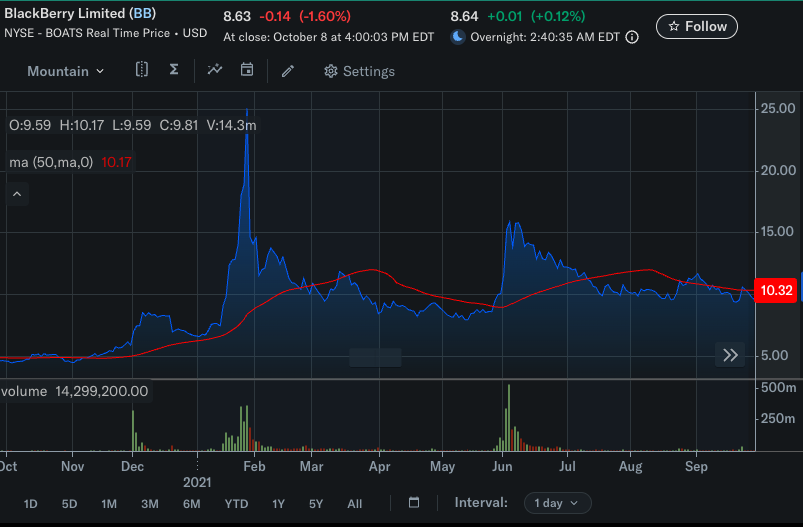 BlackBerry Limited (BB)
NYSE - BOATS Real Time Price • USD
8.63 -0.14 (-1.60%)
At close: October 8 at 4:00:03 PM EDT
8.64 +0.01 (+0.12%)
Overnight: 2:40:35 AM EDT
Follow
Mountain
Σ
Settings
O:9.59 H:10.17 L:9.59 C:9.81 V:14.3m
ma (50,ma,0) 10.17
25.00
20.00
15.00
10.32
5.00
volume 14,299,200.00
500m
250m
Oct Nov Dec Feb Mar Apr May Jun Jul Aug Sep
2021
1D 5D 1M 3M 6M YTD 1Y 5Y All Interval: 1 day